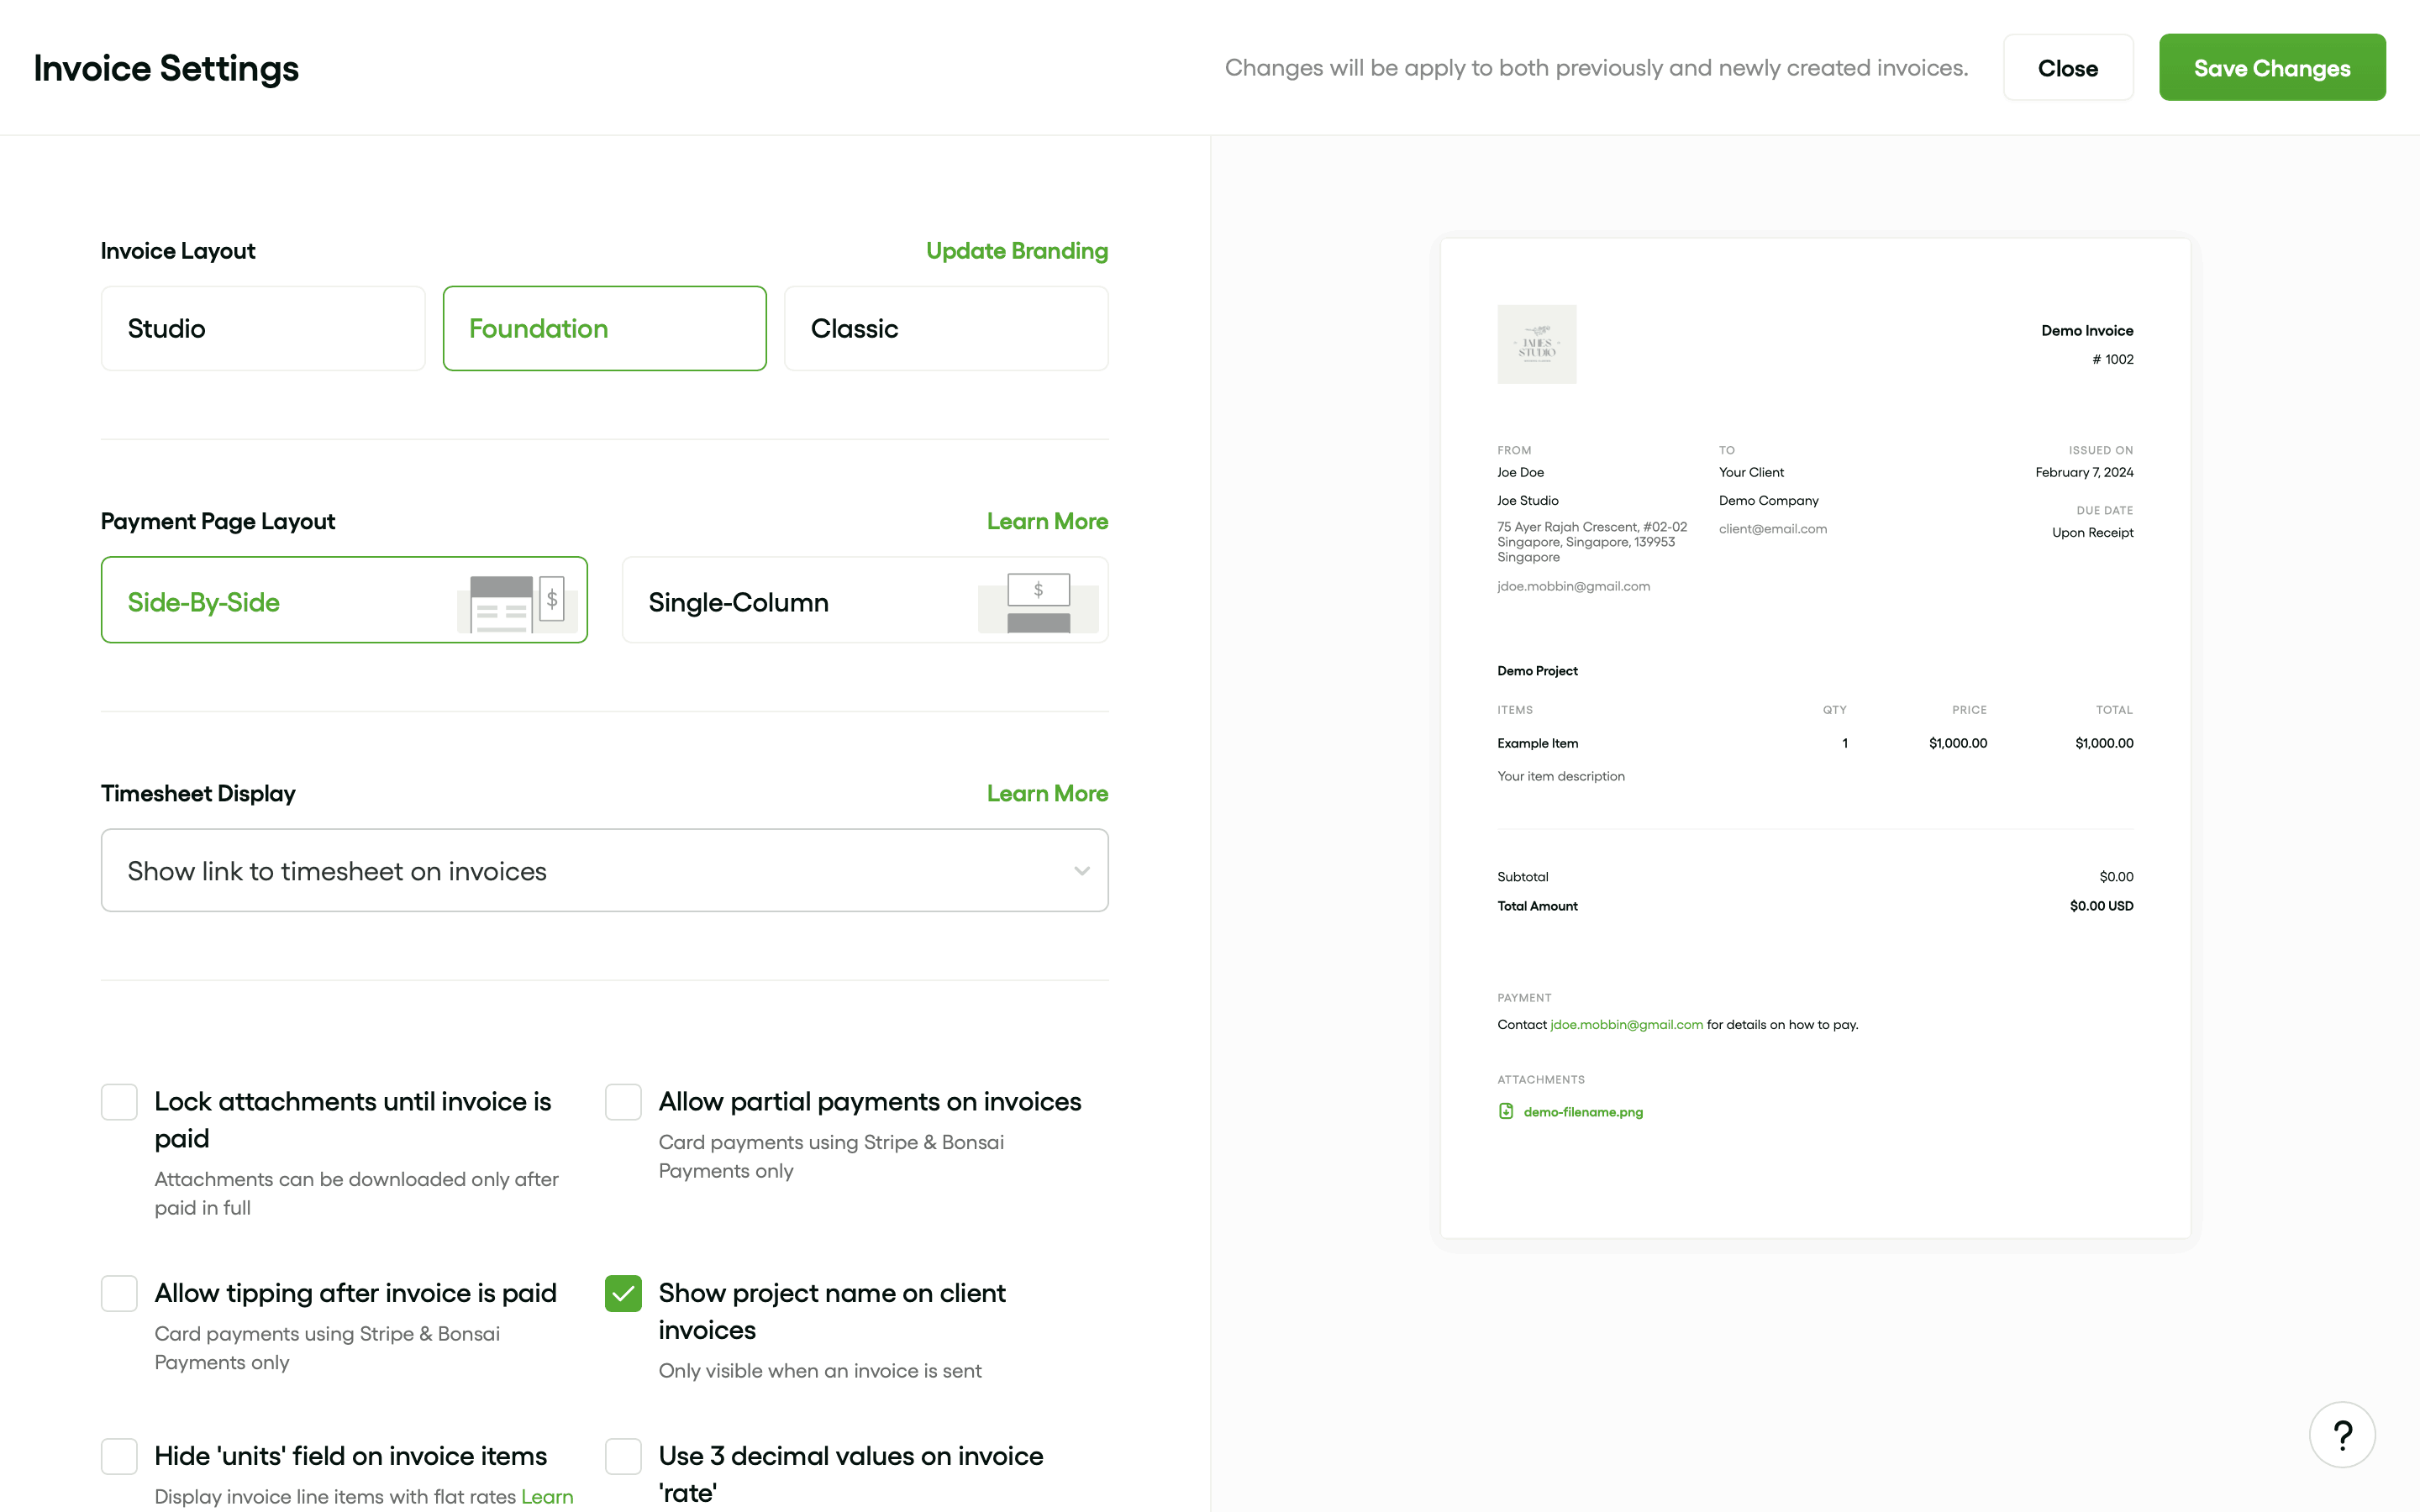 Invoice Settings
Changes will be apply to both previously and newly created invoices.
Close
Save Changes
Invoice Layout
Update Branding
Studio
Foundation
Classic
Payment Page Layout
Learn More
Side-By-Side
$
Single-Column
$
Timesheet Display
Learn More
Show link to timesheet on invoices
Lock attachments until invoice is
paid
Attachments can be downloaded only after
paid in full
Allow partial payments on invoices
Card payments using Stripe & Bonsai
Payments only
Allow tipping after invoice is paid
Card payments using Stripe & Bonsai
Payments only
Show project name on client
invoices
Only visible when an invoice is sent
Hide 'units' field on invoice items
Display invoice line items with flat rates Learn
Use 3 decimal values on invoice
'rate'
STUDIO
Demo Invoice
# 1002
FROM
Joe Doe
Joe Studio
75 Ayer Rajah Crescent, #02-02
Singapore, Singapore, 139953
Singapore
jdoe.mobbin@gmail.com
TO
Your Client
Demo Company
client@email.com
ISSUED ON
February 7, 2024
DUE DATE
Upon Receipt
Demo Project
ITEMS QTY PRICE TOTAL
Example Item 1 $1,000.00 $1,000.00
Your item description
Subtotal $0.00
Total Amount $0.00 USD
PAYMENT
Contact jdoe.mobbin@gmail.com for details on how to pay.
ATTACHMENTS
demo-filename.png
?